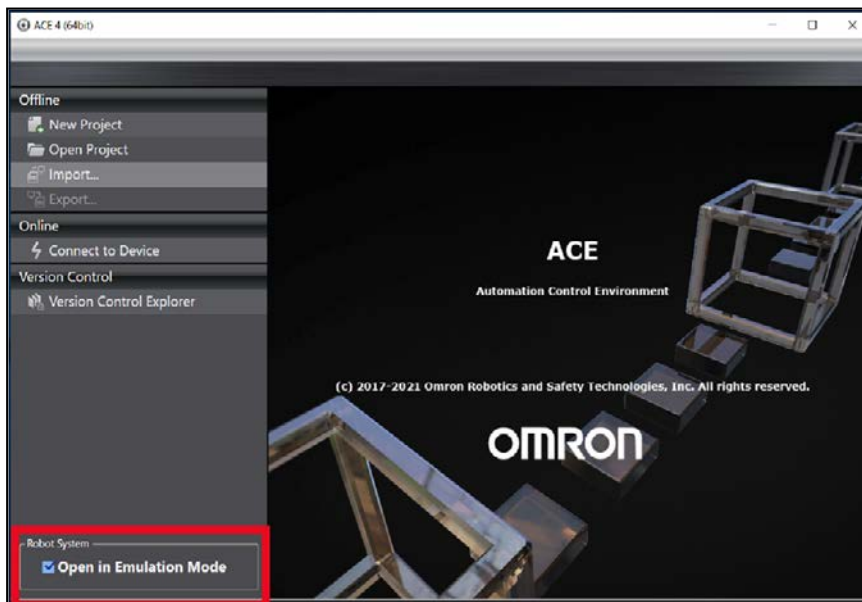 ACE 4 (64bit)
Offline
New Project
Open Project
Import...
Export...
Online
Connect to Device
Version Control
Version Control Explorer
ACE
Automation Control Environment
(c) 2017-2021 Omron Robotics and Safety Technologies, Inc. All rights reserved.
OMRON
Robot System
Open in Emulation Mode